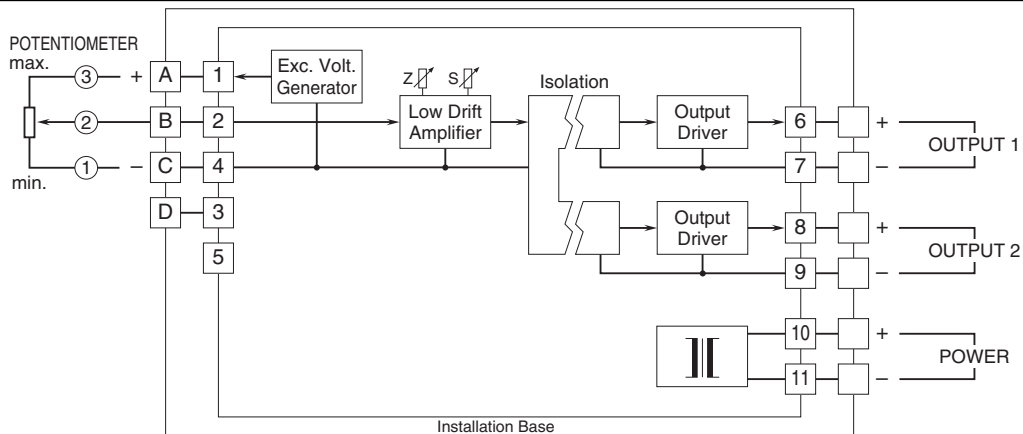 POTENTIOMETER
max.
3 + A 1
Exc. Volt.
Generator
Z S
Isolation
2 B 2
Low Drift
Amplifier
Output
Driver
6 +
OUTPUT 1
1 – C 4
7 –
min.
D 3
Output
Driver
8 +
OUTPUT 2
5
9 –
10 +
POWER
11 –
Installation Base